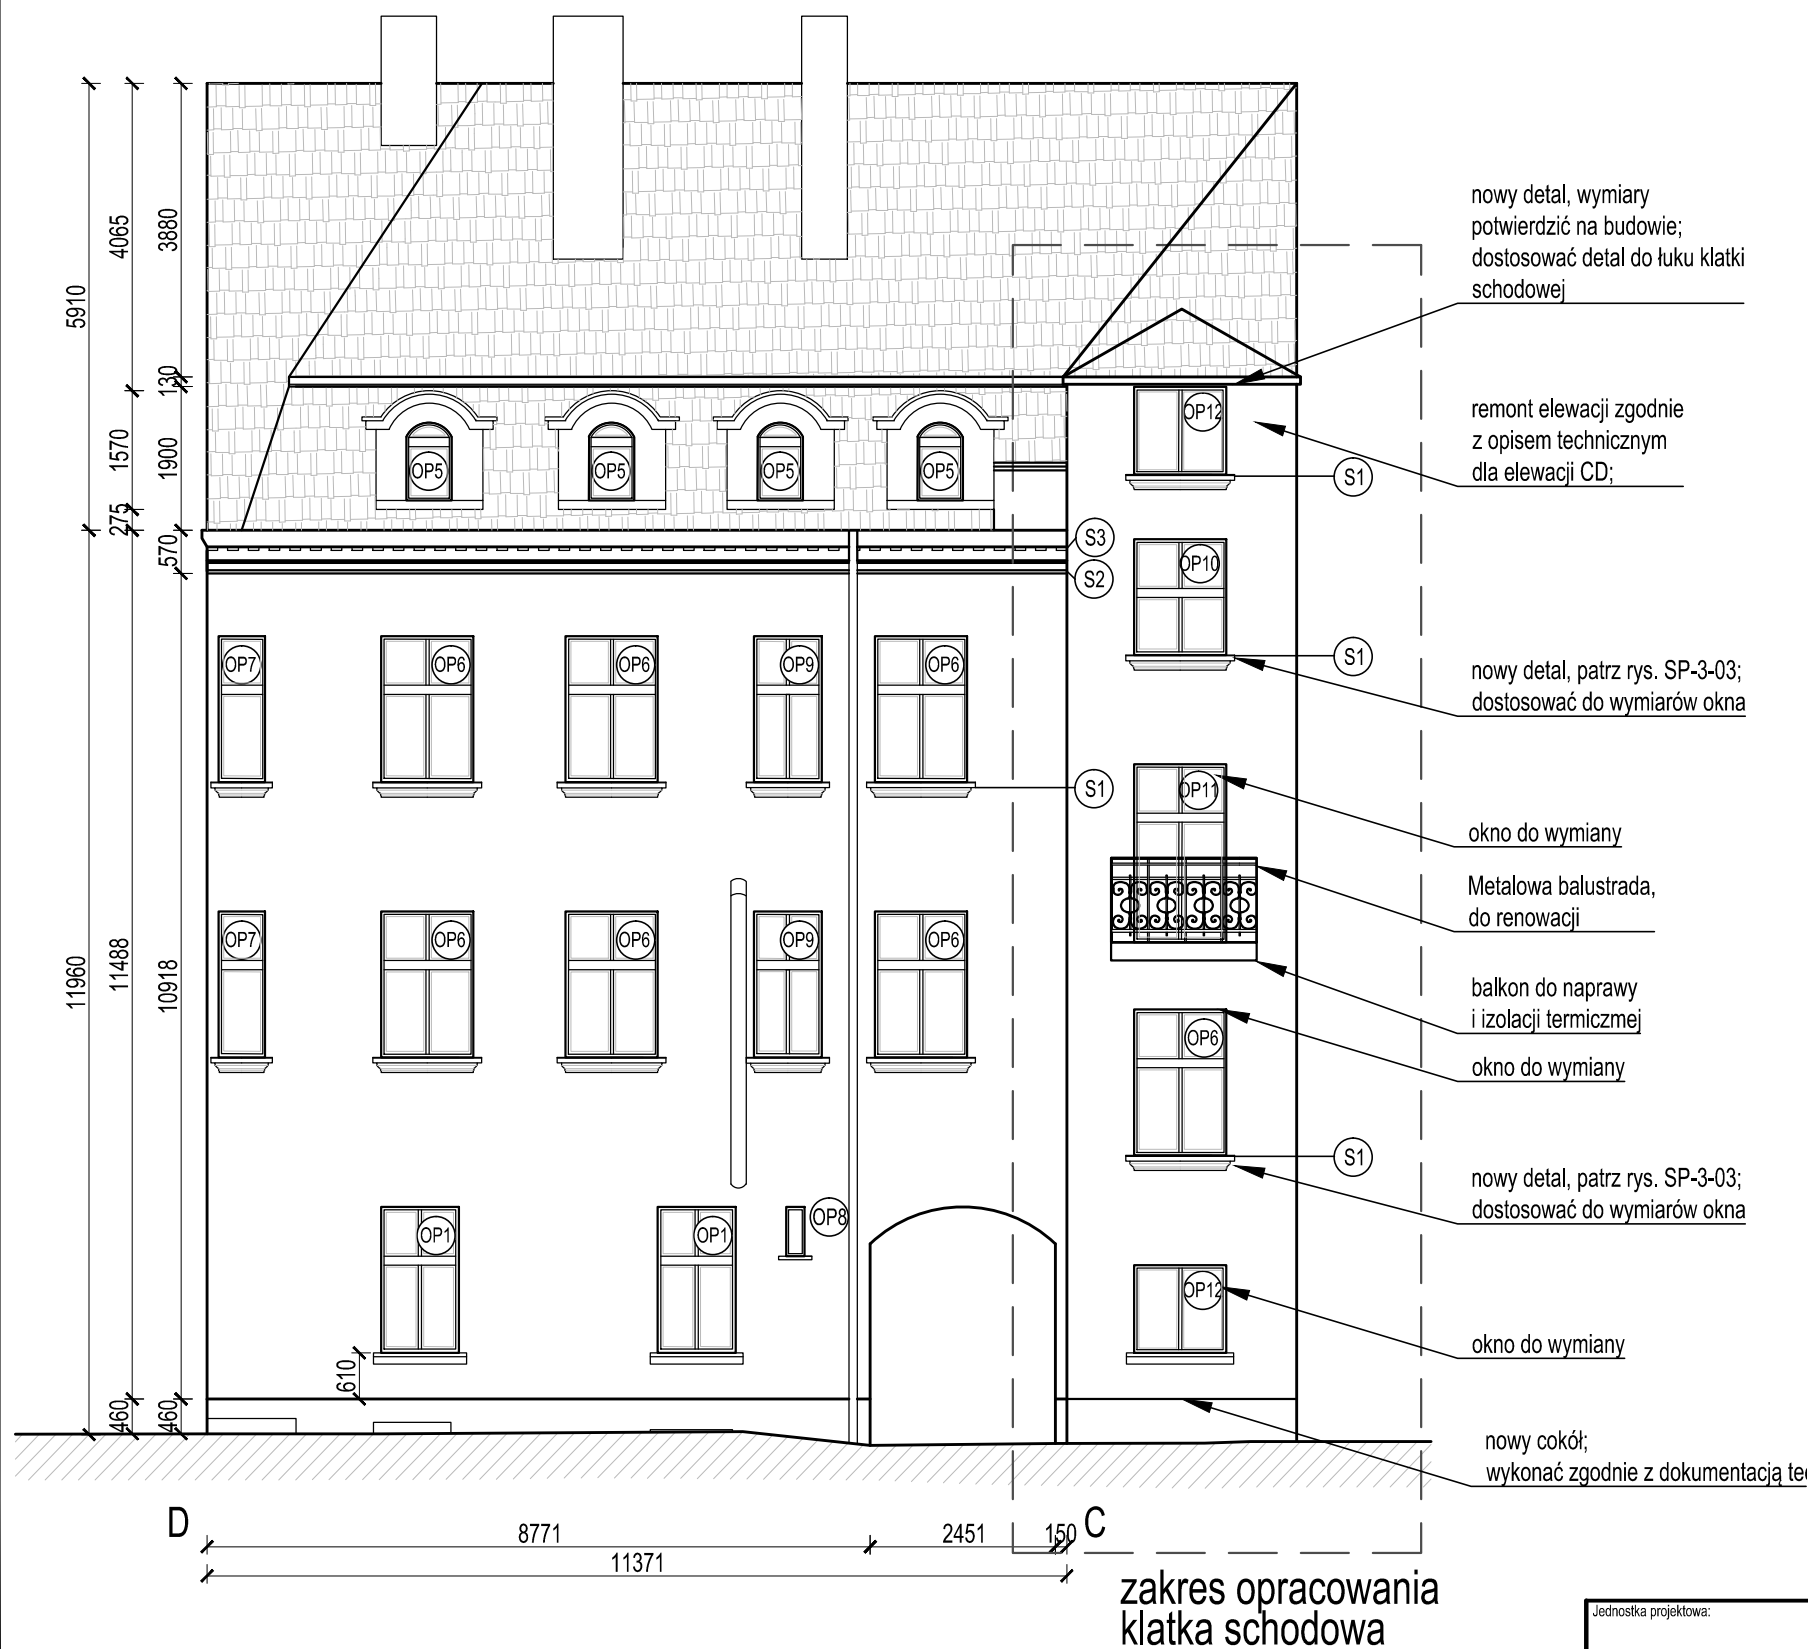 nowy detal, wymiary
potwierdzić na budowie;
dostosować detal do łuku klatki
schodowej
remont elewacji zgodnie
z opisem technicznym
dla elewacji CD;
nowy detal, patrz rys. SP-3-03;
dostosować do wymiarów okna
okno do wymiany
Metalowa balustrada,
do renowacji
balkon do naprawy
i izolacji termiczmej
okno do wymiany
nowy detal, patrz rys. SP-3-03;
dostosować do wymiarów okna
okno do wymiany
nowy cokół;
wykonać zgodnie z dokumentacją
5910
4065
3880
130
1570
1900
275
570
11960
11488
10918
460
460
610
OP5
OP5
OP5
OP5
OP12
S1
S3
S2
OP10
S1
OP7
OP6
OP6
OP9
OP6
S1
OP11
OP7
OP6
OP6
OP9
OP6
OP6
S1
OP1
OP1
OP8
OP12
D
8771
2451
150
C
11371
zakres opracowania
klatka schodowa
Jednostka projektowa: